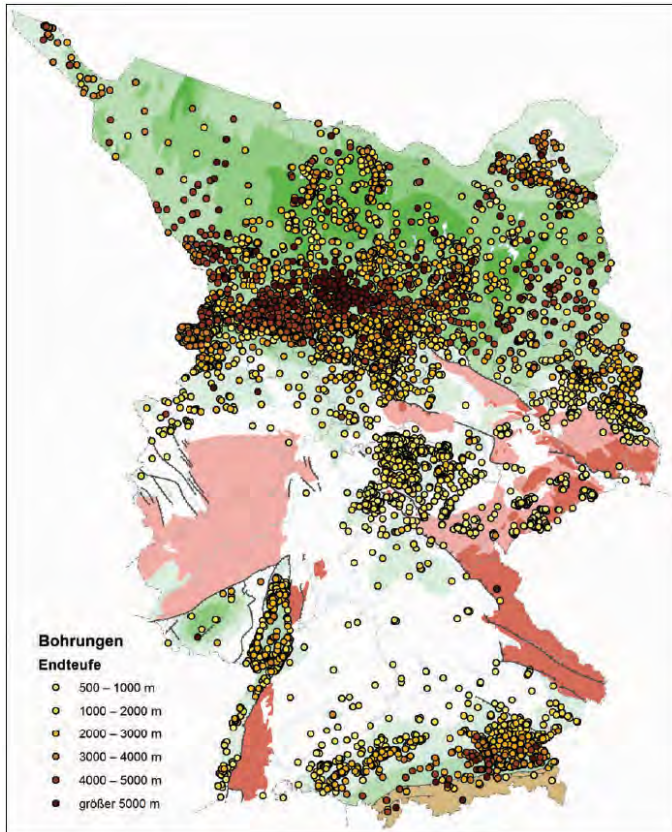 Bohrungen
Endteufe
500 – 1000 m
1000 – 2000 m
2000 – 3000 m
3000 – 4000 m
4000 – 5000 m
größer 5000 m